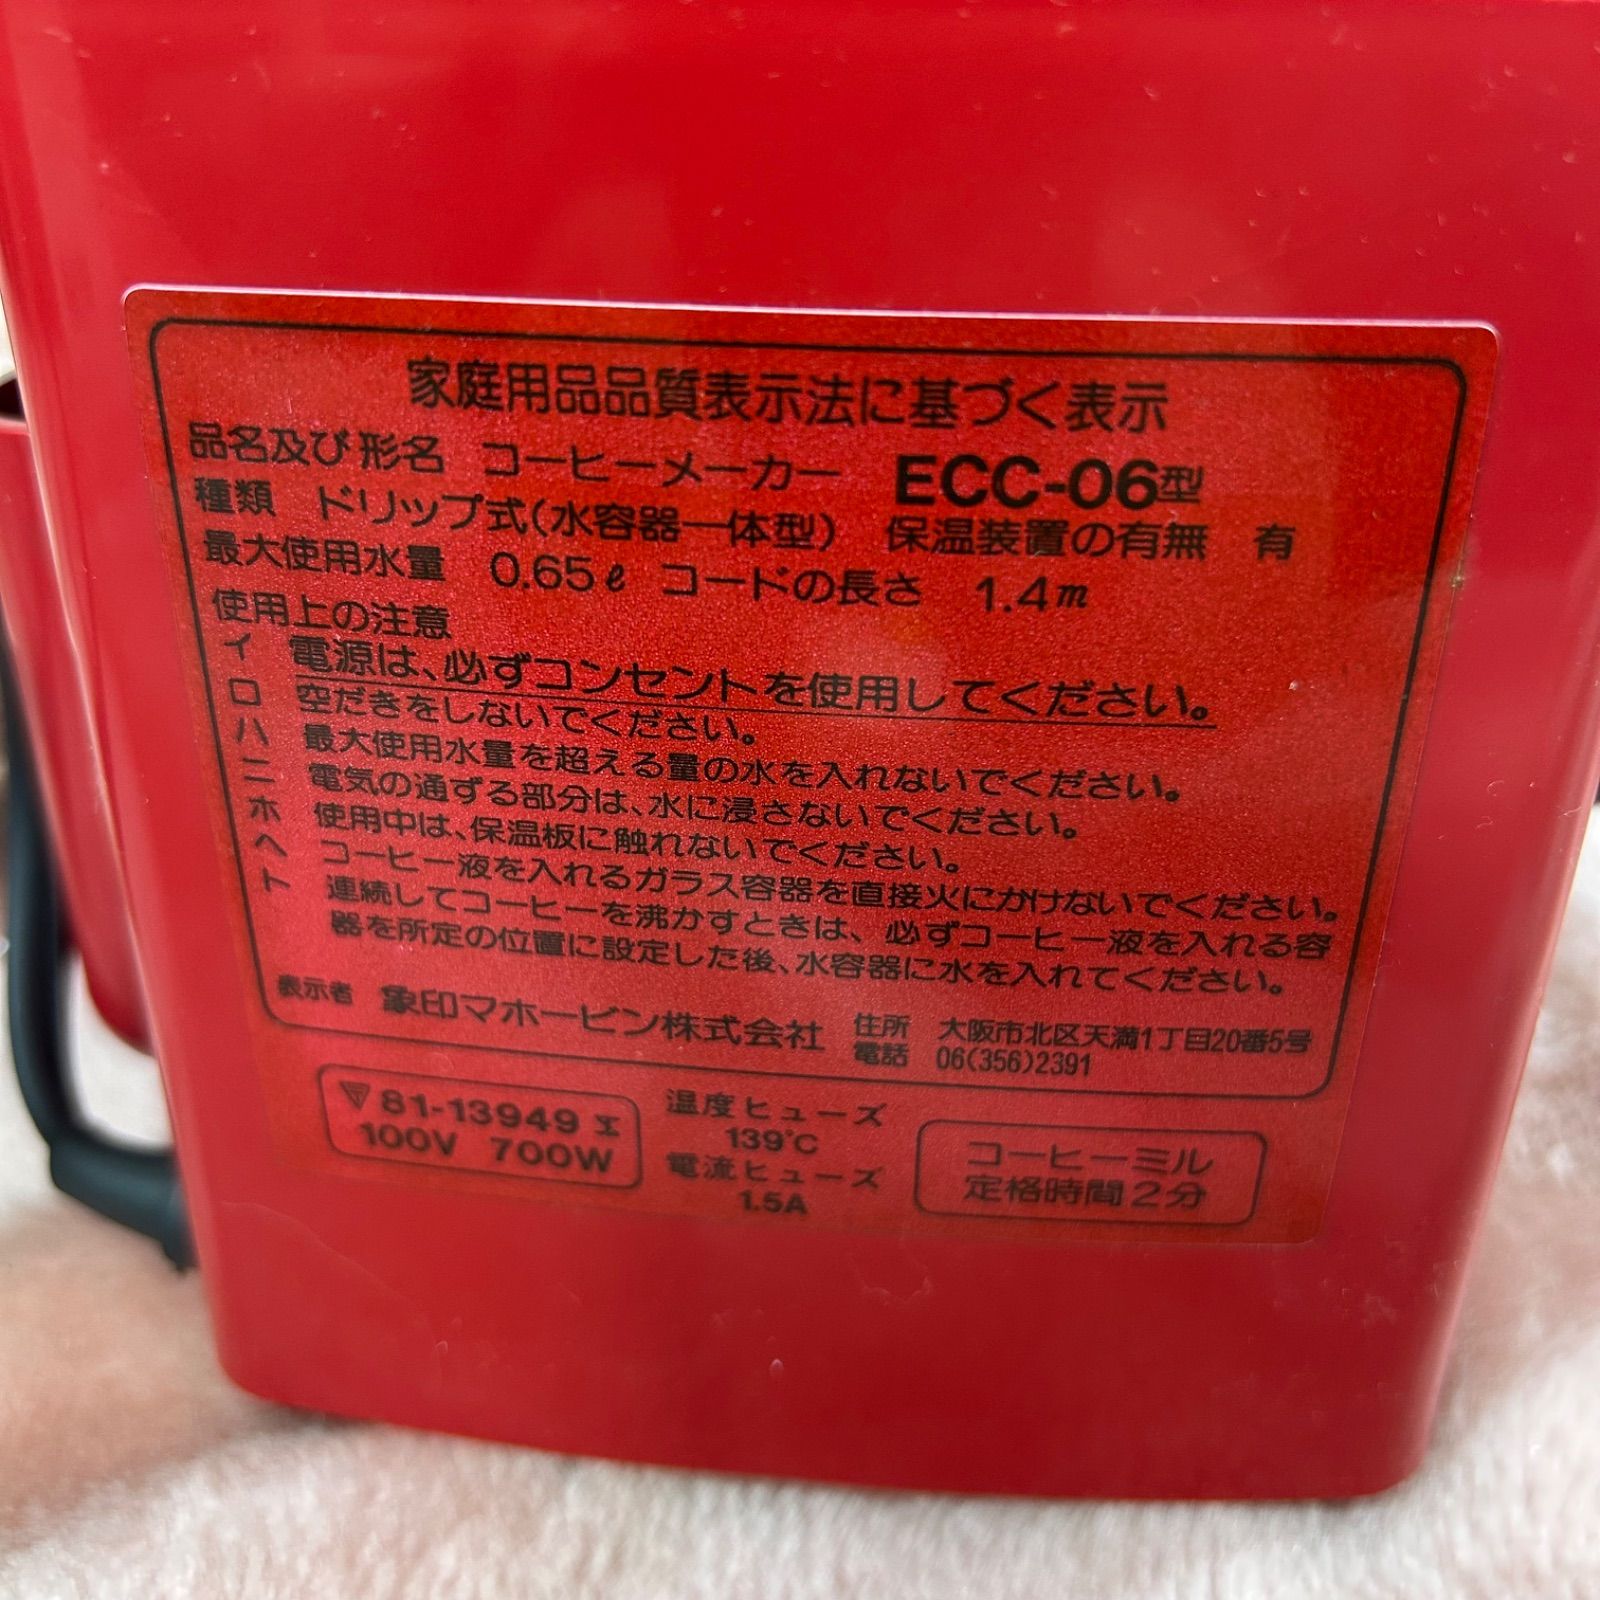 家庭用品品質表示法に基づく表示
品名及び形名 コーヒーメーカー ECC-06型
種類 ドリップ式(水容器一体型) 保温装置の有無 有
最大使用水量 0.65ℓ コードの長さ 1.4m
使用上の注意
イ 電源は、必ずコンセントを使用してください。
ロ 空だきをしないでください。
ハ 最大使用水量を超える量の水を入れないでください。
ニ 電気の通ずる部分は、水に浸さないでください。
ホ 使用中は、保温板に触れないでください。
ヘ コーヒー液を入れるガラス容器を直接火にかけないでください。
ト 連続してコーヒーを沸かすときは、必ずコーヒー液を入れる容
器を所定の位置に設定した後、水容器に水を入れてください。
表示者 象印マホービン株式会社 住所 大阪市北区天満1丁目20番5号
電話 06(356)2391
81-13949
100V 700W
温度ヒューズ
139℃
電流ヒューズ
1.5A
コーヒーミル
定格時間2分